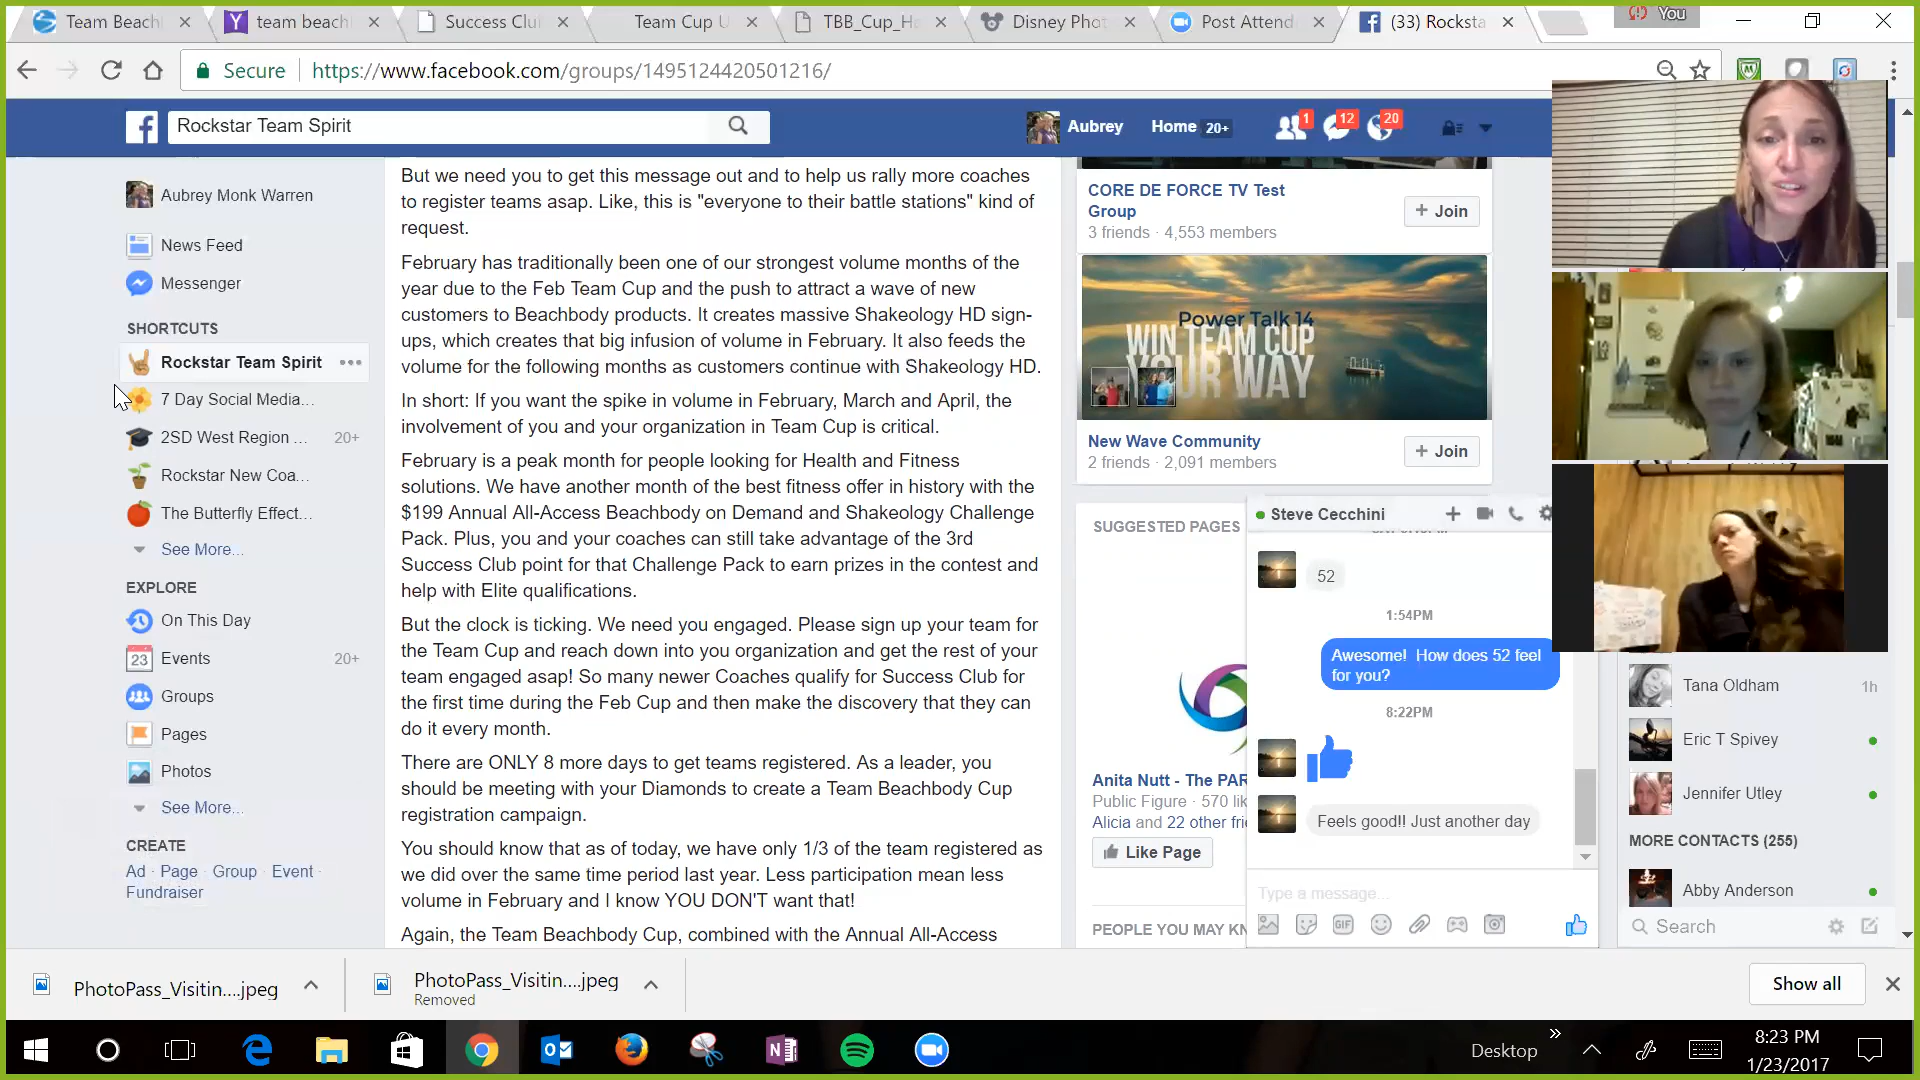 Team Beach
team beach
Success Clu
Team Cup U
TBB_Cup_Ha
Disney Phot
Post Attend
(33) Rocksta
You
Secure
https://www.facebook.com/groups/1495124420501216/
Rockstar Team Spirit
Aubrey
Home 20+
1
12
20
Aubrey Monk Warren
News Feed
Messenger
SHORTCUTS
Rockstar Team Spirit
7 Day Social Media...
2SD West Region ... 20+
Rockstar New Coa...
The Butterfly Effect...
See More...
EXPLORE
On This Day
23 Events 20+
Groups
Pages
Photos
See More...
CREATE
Ad · Page · Group · Event ·
Fundraiser
But we need you to get this message out and to help us rally more coaches
to register teams asap. Like, this is "everyone to their battle stations" kind of
request.
February has traditionally been one of our strongest volume months of the
year due to the Feb Team Cup and the push to attract a wave of new
customers to Beachbody products. It creates massive Shakeology HD sign-
ups, which creates that big infusion of volume in February. It also feeds the
volume for the following months as customers continue with Shakeology HD.
In short: If you want the spike in volume in February, March and April, the
involvement of you and your organization in Team Cup is critical.
February is a peak month for people looking for Health and Fitness
solutions. We have another month of the best fitness offer in history with the
$199 Annual All-Access Beachbody on Demand and Shakeology Challenge
Pack. Plus, you and your coaches can still take advantage of the 3rd
Success Club point for that Challenge Pack to earn prizes in the contest and
help with Elite qualifications.
But the clock is ticking. We need you engaged. Please sign up your team for
the Team Cup and reach down into you organization and get the rest of your
team engaged asap! So many newer Coaches qualify for Success Club for
the first time during the Feb Cup and then make the discovery that they can
do it every month.
There are ONLY 8 more days to get teams registered. As a leader, you
should be meeting with your Diamonds to create a Team Beachbody Cup
registration campaign.
You should know that as of today, we have only 1/3 of the team registered as
we did over the same time period last year. Less participation mean less
volume in February and I know YOU DON'T want that!
Again, the Team Beachbody Cup, combined with the Annual All-Access
CORE DE FORCE TV Test
Group
3 friends · 4,553 members
+ Join
Power Talk 14
WIN TEAM CUP
YOUR WAY
New Wave Community
2 friends · 2,091 members
+ Join
SUGGESTED PAGES
Anita Nutt - The PAR
Public Figure · 570 lik
Alicia and 22 other frie
Like Page
PEOPLE YOU MAY KN
Steve Cecchini
52
1:54PM
Awesome! How does 52 feel
for you?
8:22PM
Feels good!! Just another day
Type a message...
GIF
Tana Oldham 1h
Eric T Spivey
Jennifer Utley
MORE CONTACTS (255)
Abby Anderson
Search
PhotoPass_Visitin....jpeg
PhotoPass_Visitin....jpeg
Removed
Show all
Desktop
8:23 PM
1/23/2017